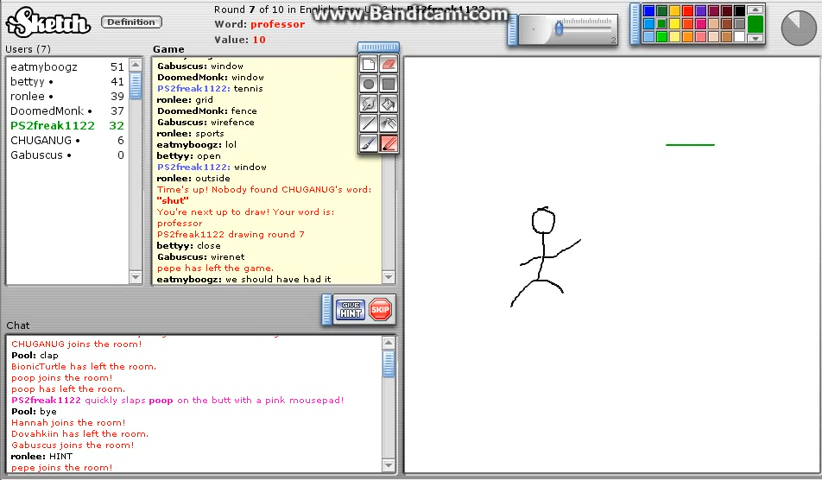 iSketch
Definition
Round 7 of 10 in English Easy
PS2freak1122
www.Bandicam.com
Word: professor
Value: 10
2
Users (7)
eatmyboogz 51
bettyy • 41
ronlee • 39
DoomedMonk • 37
PS2freak1122 32
CHUGANUG • 6
Gabuscus • 0
Game
Gabuscus: window
DoomedMonk: window
PS2freak1122: tennis
ronlee: grid
DoomedMonk: fence
Gabuscus: wirefence
ronlee: sports
eatmyboogz: lol
bettyy: open
PS2freak1122: window
ronlee: outside
Time's up! Nobody found CHUGANUG's word:
"shut"
You're next up to draw! Your word is:
professor
PS2freak1122 drawing round 7
bettyy: close
Gabuscus: wirenet
pepe has left the game.
eatmyboogz: we should have had it
GIVE HINT
SKIP
Chat
CHUGANUG joins the room!
Pool: clap
BionicTurtle has left the room.
poop joins the room!
poop has left the room.
PS2freak1122 quickly slaps poop on the butt with a pink mousepad!
Pool: bye
Hannah joins the room!
Dovahkiin has left the room.
Gabuscus joins the room!
ronlee: HINT
pepe joins the room!